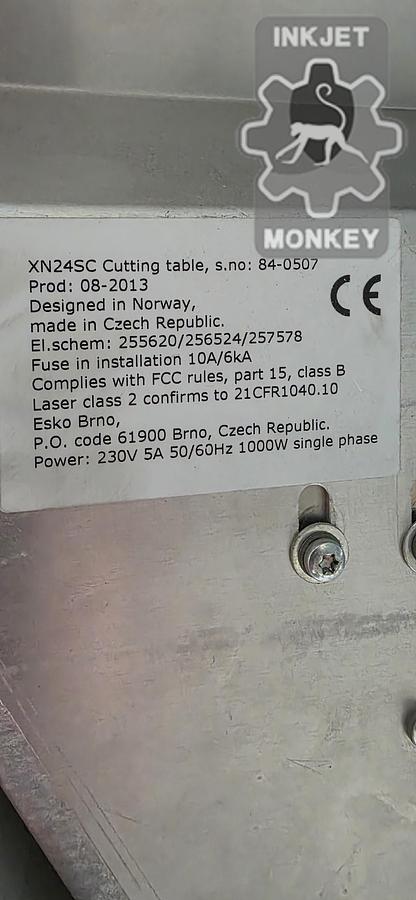 INKJET
MONKEY
XN24SC Cutting table, s.no: 84-0507
Prod: 08-2013
Designed in Norway,
made in Czech Republic.
El.schem: 255620/256524/257578
Fuse in installation 10A/6kA
Complies with FCC rules, part 15, class B
Laser class 2 confirms to 21CFR1040.10
Esko Brno,
P.O. code 61900 Brno, Czech Republic.
Power: 230V 5A 50/60Hz 1000W single phase
CE